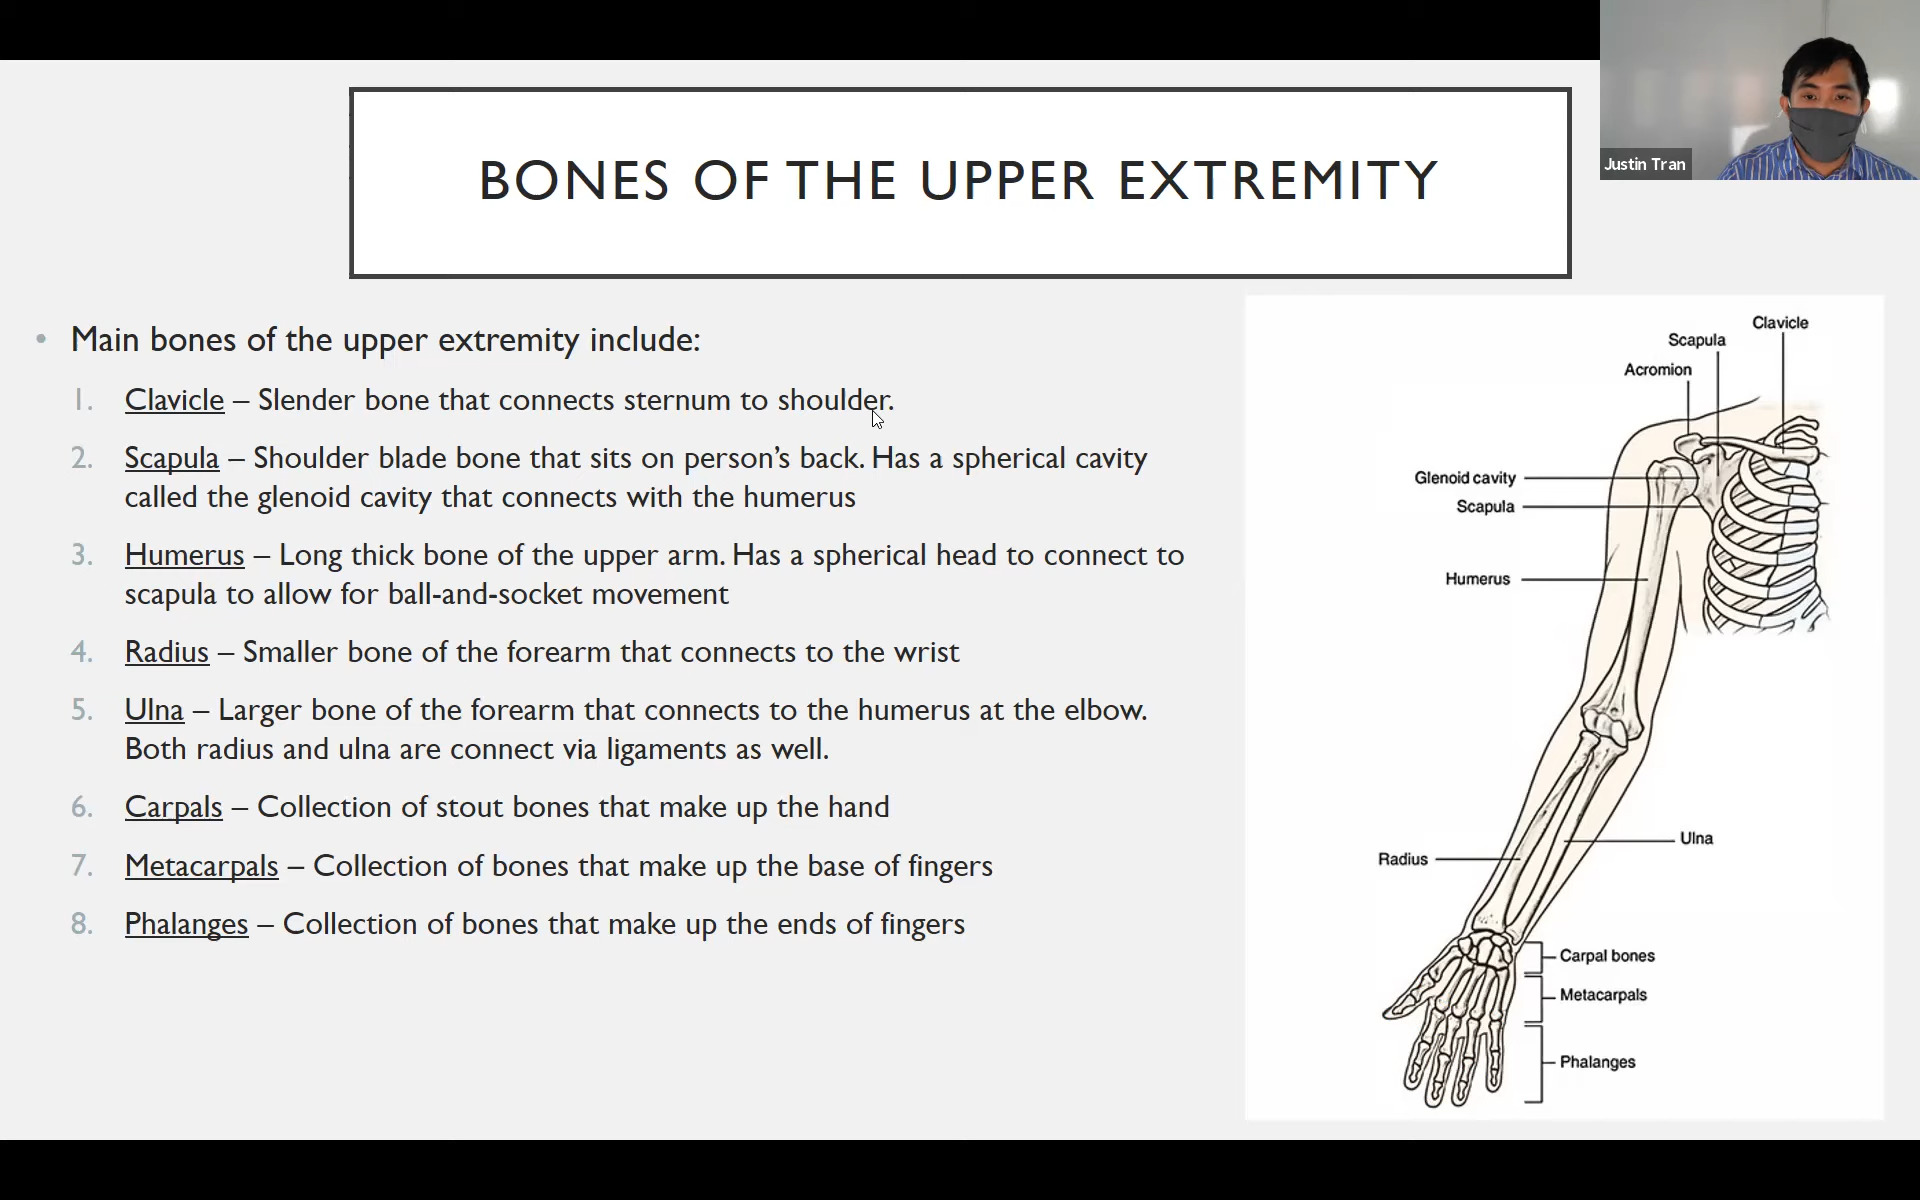 Justin Tran
BONES OF THE UPPER EXTREMITY
• Main bones of the upper extremity include:
1. Clavicle – Slender bone that connects sternum to shoulder.
2. Scapula – Shoulder blade bone that sits on person’s back. Has a spherical cavity
called the glenoid cavity that connects with the humerus
3. Humerus – Long thick bone of the upper arm. Has a spherical head to connect to
scapula to allow for ball-and-socket movement
4. Radius – Smaller bone of the forearm that connects to the wrist
5. Ulna – Larger bone of the forearm that connects to the humerus at the elbow.
Both radius and ulna are connect via ligaments as well.
6. Carpals – Collection of stout bones that make up the hand
7. Metacarpals – Collection of bones that make up the base of fingers
8. Phalanges – Collection of bones that make up the ends of fingers
Clavicle
Scapula
Acromion
Glenoid cavity
Scapula
Humerus
Ulna
Radius
Carpal bones
Metacarpals
Phalanges